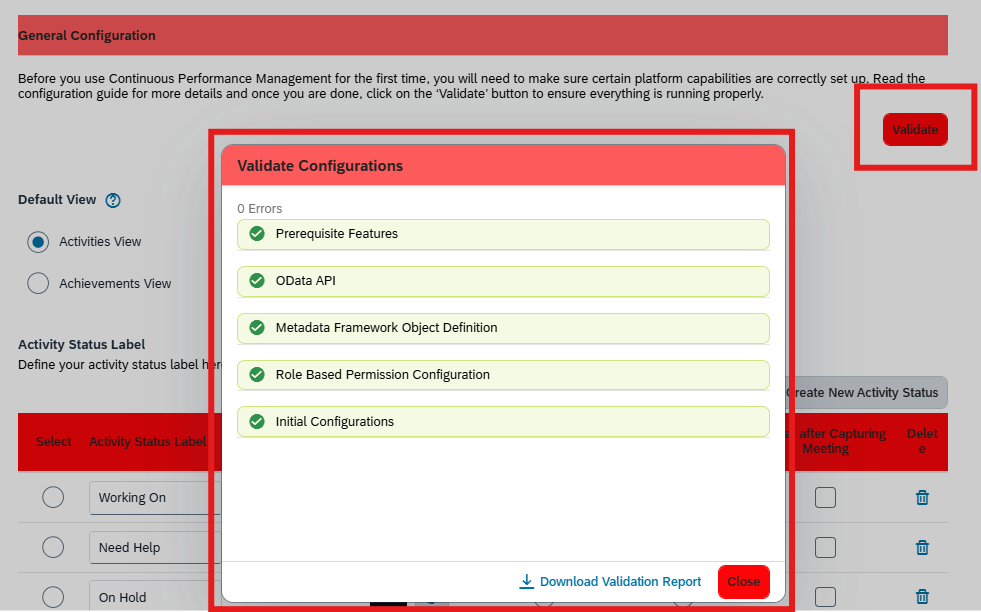 General Configuration
Before you use Continuous Performance Management for the first time, you will need to make sure certain platform capabilities are correctly set up. Read the
configuration guide for more details and once you are done, click on the ‘Validate’ button to ensure everything is running properly.
Validate
Validate Configurations
0 Errors
Prerequisite Features
OData API
Metadata Framework Object Definition
Role Based Permission Configuration
Initial Configurations
Download Validation Report
Close
Default View
Activities View
Achievements View
Activity Status Label
Define your activity status label
Create New Activity Status
Select
Activity Status Label
after Capturing
Meeting
Delet
e
Working On
Need Help
On Hold